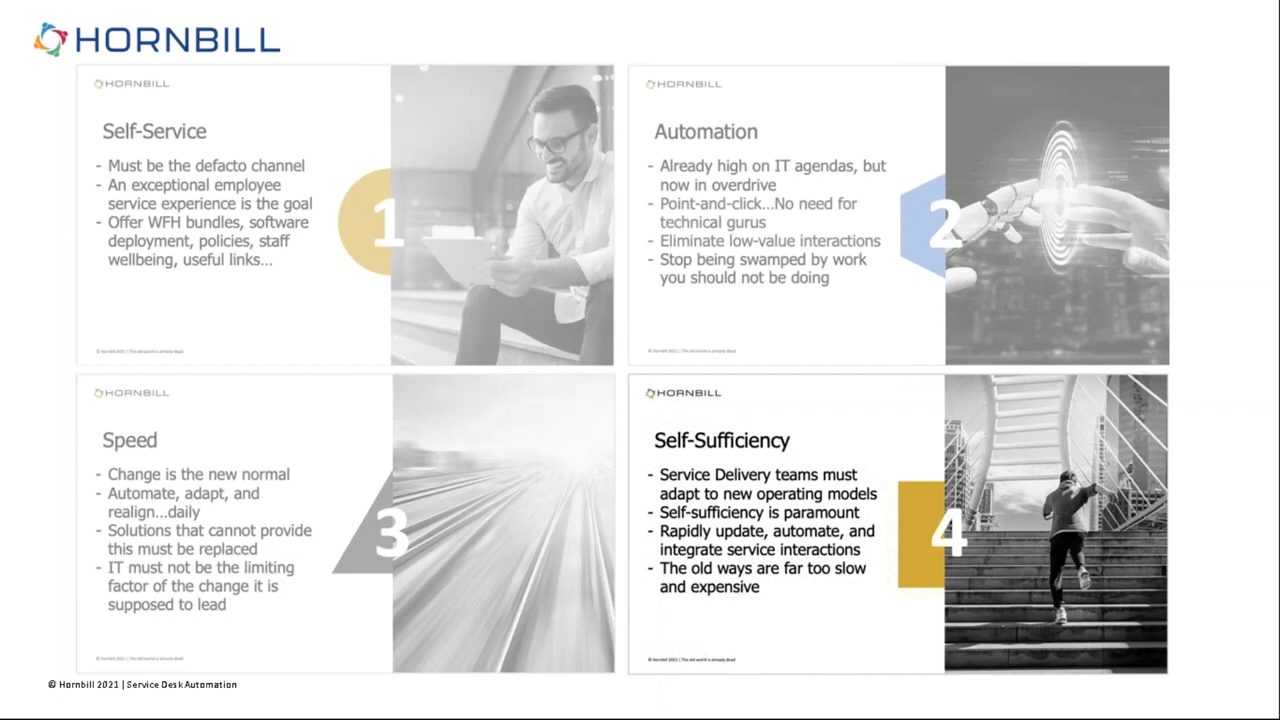 HORNBILL
HORNBILL
Self-Service
- Must be the defacto channel
- An exceptional employee
service experience is the goal
- Offer WFH bundles, software
deployment, policies, staff
wellbeing, useful links...
1
© Hornbill 2021 | The old world is already dead
HORNBILL
Automation
- Already high on IT agendas, but
now in overdrive
- Point-and-click...No need for
technical gurus
- Eliminate low-value interactions
- Stop being swamped by work
you should not be doing
2
© Hornbill 2021 | The old world is already dead
HORNBILL
Speed
- Change is the new normal
- Automate, adapt, and
realign...daily
- Solutions that cannot provide
this must be replaced
- IT must not be the limiting
factor of the change it is
supposed to lead
3
© Hornbill 2021 | The old world is already dead
HORNBILL
Self-Sufficiency
- Service Delivery teams must
adapt to new operating models
- Self-sufficiency is paramount
- Rapidly update, automate, and
integrate service interactions
- The old ways are far too slow
and expensive
4
© Hornbill 2021 | The old world is already dead
© Hornbill 2021 | Service Desk Automation